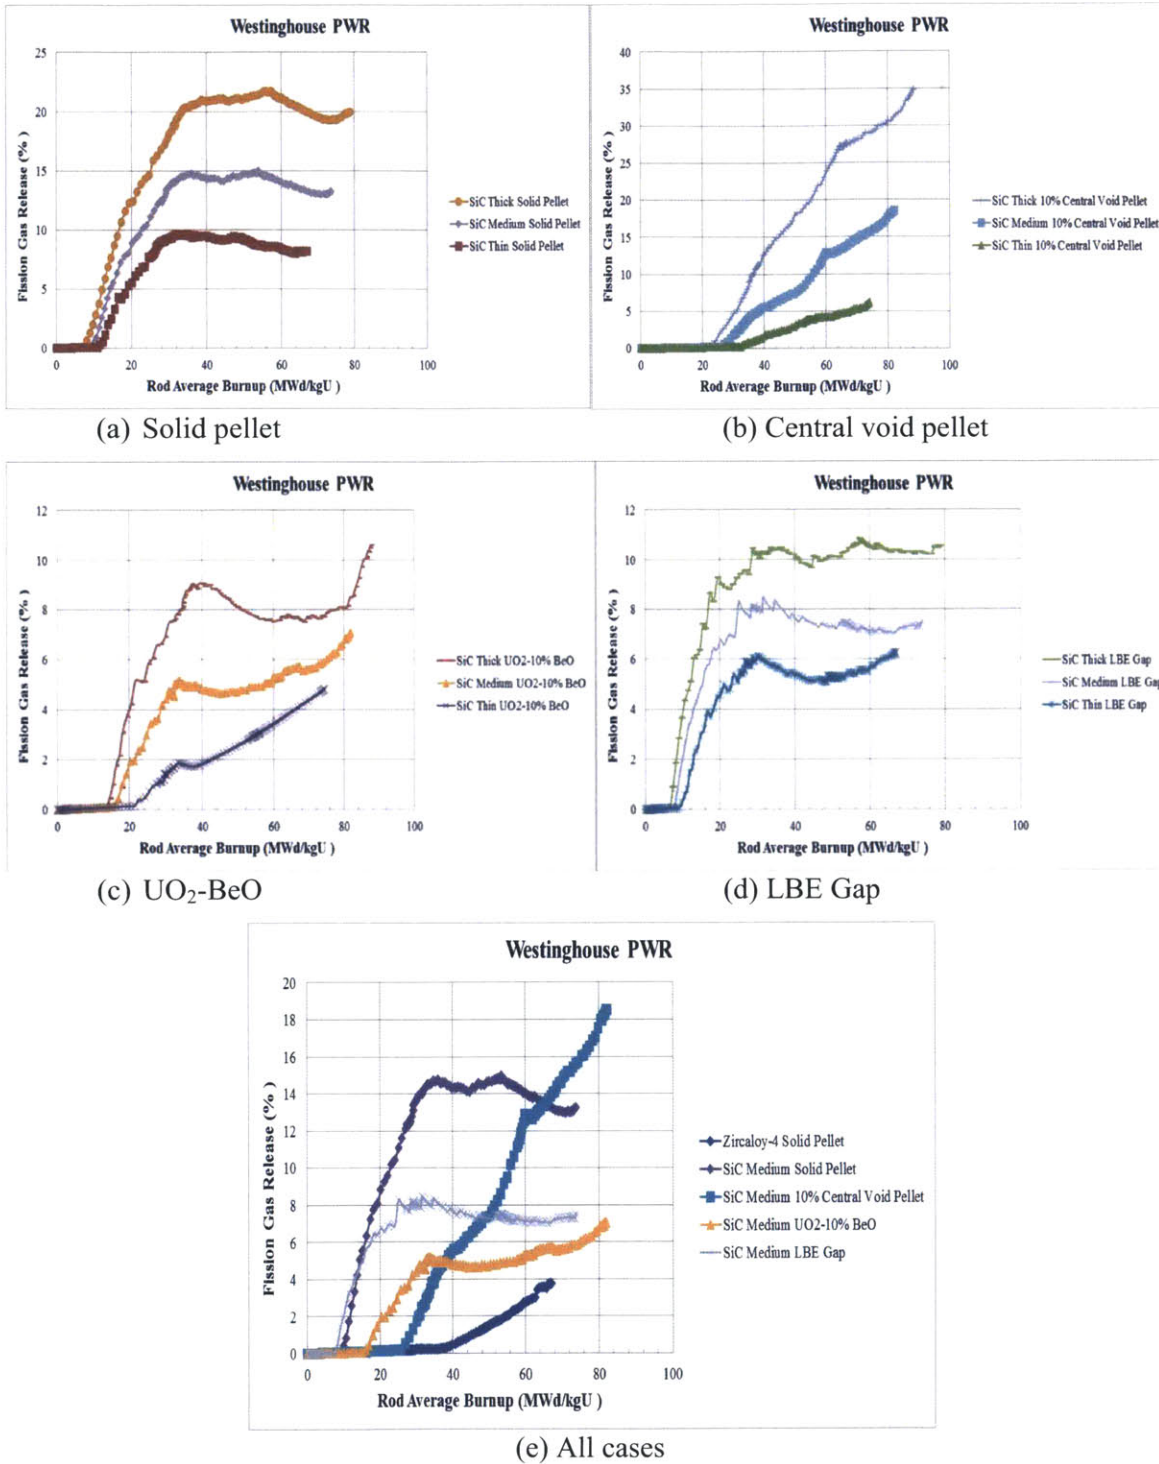 Westinghouse PWR
Fission Gas Release (%)
25
20
15
10
5
0
20
40
60
80
100
Rod Average Burnup (MWd/kgU )
SiC Thick Solid Pellet
SiC Medium Solid Pellet
SiC Thin Solid Pellet
(a) Solid pellet
Westinghouse PWR
Fission Gas Release (%)
40
35
30
25
20
15
10
5
0
0
20
40
60
80
100
Rod Average Burnup (MWd/kgU )
SiC Thick 10% Central Void Pellet
SiC Medium 10% Central Void Pellet
SiC Thin 10% Central Void Pellet
(b) Central void pellet
Westinghouse PWR
Fission Gas Release (%)
12
10
8
6
4
2
0
0
20
40
60
80
100
Rod Average Burnup (MWd/kgU)
SiC Thick UO2-10% BeO
SiC Medium UO2-10% BeO
SiC Thin UO2-10% BeO
(c) UO₂-BeO
Westinghouse PWR
Fission Gas Release (%)
12
10
8
6
4
2
0
0
20
40
60
80
100
Rod Average Burnup (MWd/kgU)
SiC Thick LBE Gap
SiC Medium LBE Gap
SiC Thin LBE Gap
(d) LBE Gap
Westinghouse PWR
Fission Gas Release (%)
20
18
16
14
12
10
8
6
4
2
0
0
20
40
60
80
100
Rod Average Burnup (MWd/kgU )
Zircaloy-4 Solid Pellet
SiC Medium Solid Pellet
SiC Medium 10% Central Void Pellet
SiC Medium UO2-10% BeO
SiC Medium LBE Gap
(e) All cases